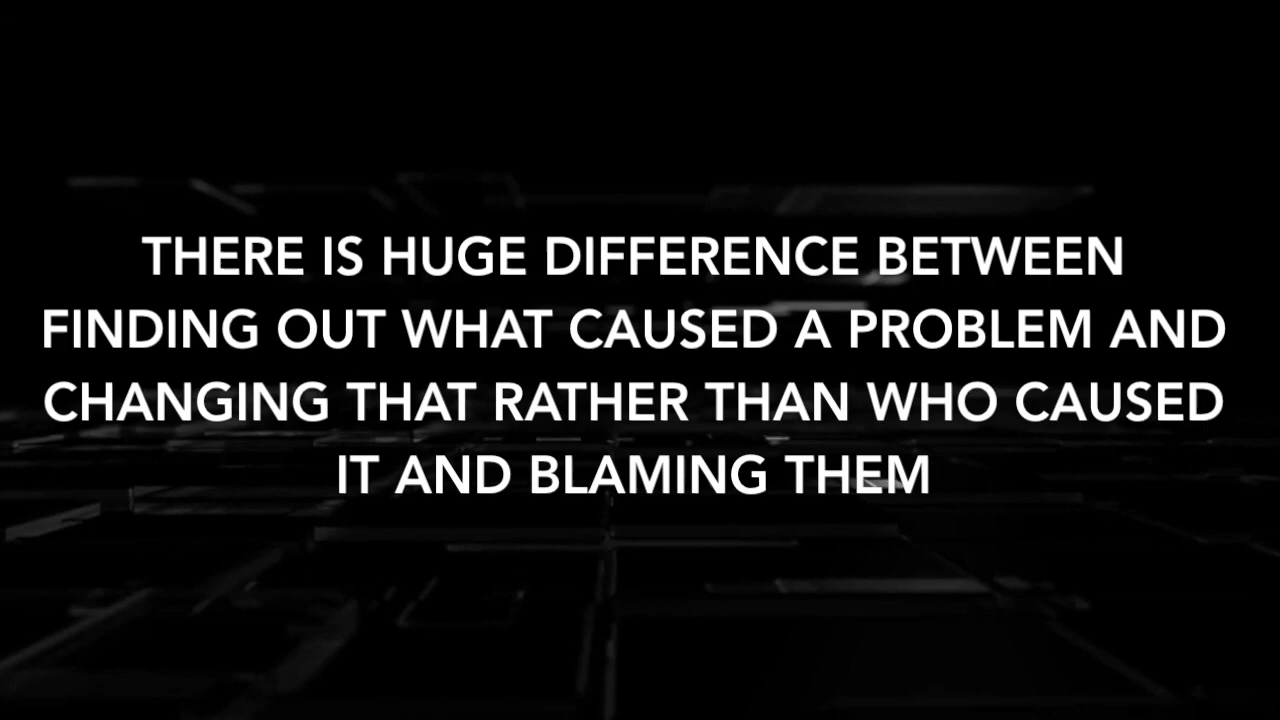 THERE IS HUGE DIFFERENCE BETWEEN
FINDING OUT WHAT CAUSED A PROBLEM AND
CHANGING THAT RATHER THAN WHO CAUSED
IT AND BLAMING THEM